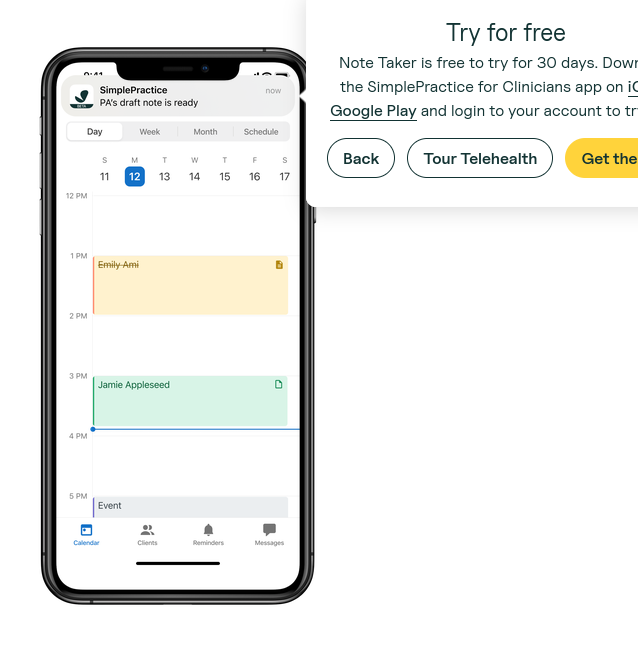 Try for free
Note Taker is free to try for 30 days.
the SimplePractice for Clinicians app on
Google Play and login to your account to
Back
Tour Telehealth
Get the
9:41
SimplePractice
now
PA's draft note is ready
Day
Week
Month
Schedule
S M T W T F S
11 12 13 14 15 16 17
12 PM
1 PM
Emily Ami
2 PM
3 PM
Jamie Appleseed
4 PM
5 PM
Event
Calendar
Clients
Reminders
Messages